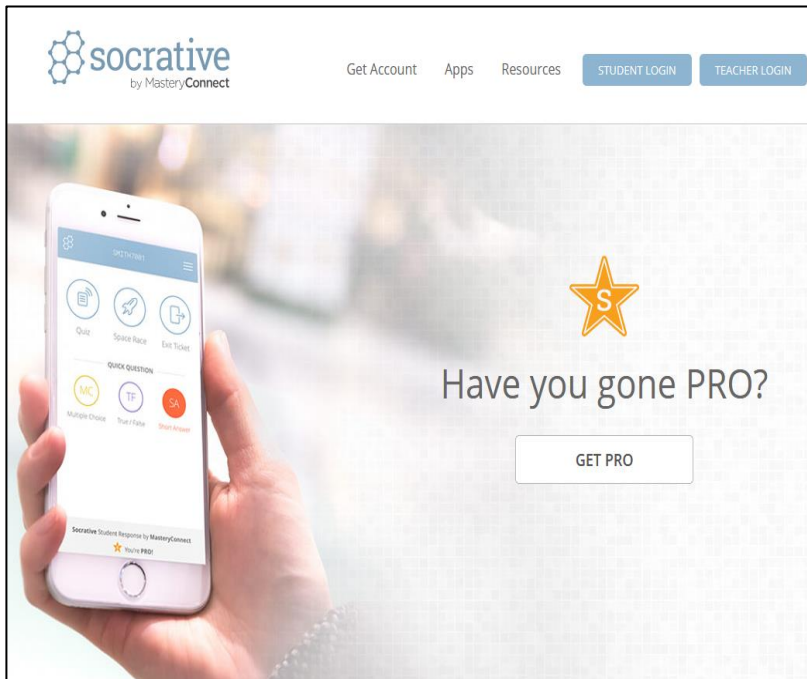 socrative
by MasteryConnect
Get Account Apps Resources STUDENT LOGIN TEACHER LOGIN
SMITH7001
Quiz Space Race Exit Ticket
QUICK QUESTION
MC TF SA
Multiple Choice True / False Short Answer
Socrative Student Response by MasteryConnect
You're PRO!
S
Have you gone PRO?
GET PRO